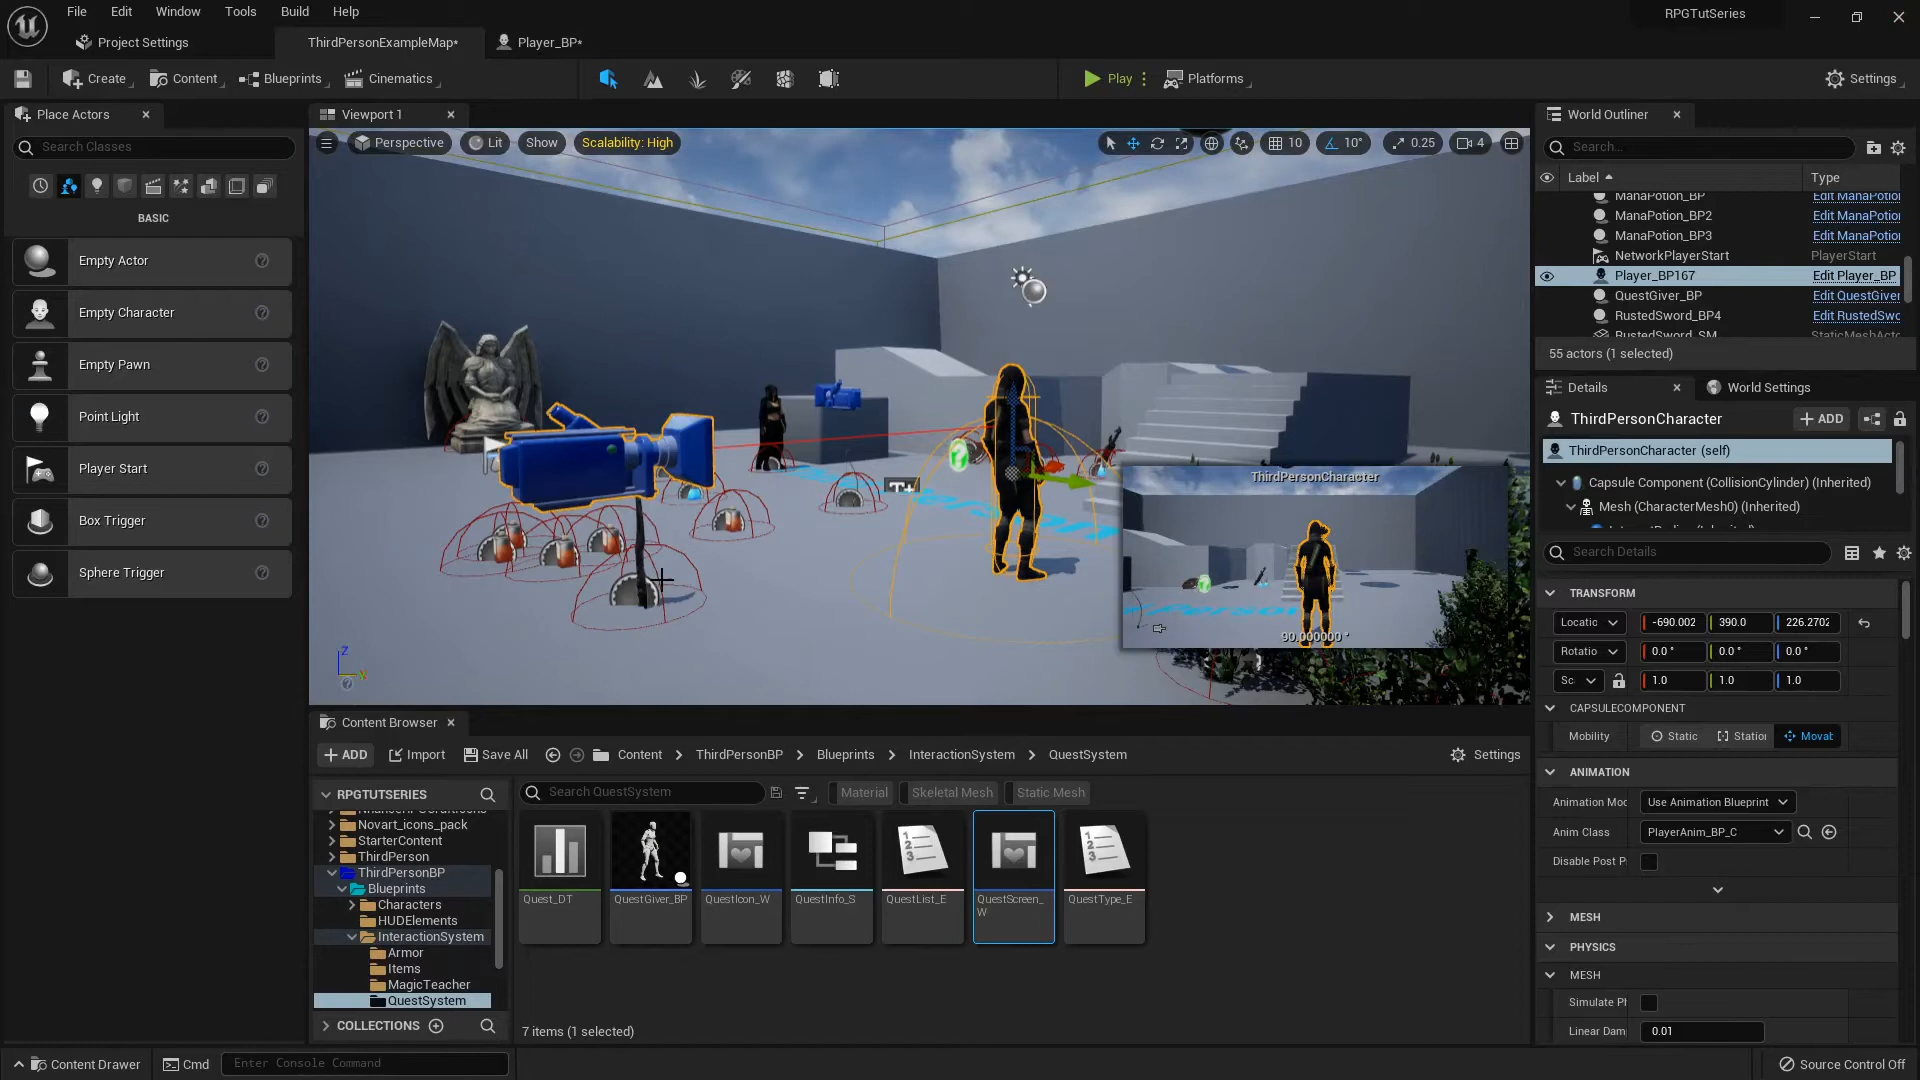 File Edit Window Tools Build Help
RPGTutSeries
Project Settings
ThirdPersonExampleMap*
Player_BP*
Create
Content
Blueprints
Cinematics
Play
Platforms
Settings
Place Actors
Search Classes
BASIC
Empty Actor
Empty Character
Empty Pawn
Point Light
Player Start
Box Trigger
Sphere Trigger
Viewport 1
Perspective
Lit
Show
Scalability: High
10
10°
0.25
4
ThirdPersonCharacter
90.000000 °
World Outliner
Search...
Label
Type
ManaPotion_BP Edit ManaPotio
ManaPotion_BP2 Edit ManaPotio
ManaPotion_BP3 Edit ManaPotio
NetworkPlayerStart PlayerStart
Player_BP167 Edit Player_BP
QuestGiver_BP Edit QuestGiver
RustedSword_BP4 Edit RustedSwo
RustedSword_SM StaticMeshActo
55 actors (1 selected)
Details
World Settings
ThirdPersonCharacter
ADD
ThirdPersonCharacter (self)
Capsule Component (CollisionCylinder) (Inherited)
Mesh (CharacterMesh0) (Inherited)
Search Details
TRANSFORM
Locatic -690.002 390.0 226.2702
Rotatio 0.0 ° 0.0 ° 0.0 °
Sc 1.0 1.0 1.0
CAPSULECOMPONENT
Mobility Static Station Movat
ANIMATION
Animation Moc Use Animation Blueprint
Anim Class PlayerAnim_BP_C
Disable Post P
MESH
PHYSICS
MESH
Simulate Ph
Linear Dam 0.01
Content Browser
ADD
Import
Save All
Content
ThirdPersonBP
Blueprints
InteractionSystem
QuestSystem
Settings
RPGTUTSERIES
Novart_icons_pack
StarterContent
ThirdPerson
ThirdPersonBP
Blueprints
Characters
HUDElements
InteractionSystem
Armor
Items
MagicTeacher
QuestSystem
COLLECTIONS
Search QuestSystem
Material
Skeletal Mesh
Static Mesh
Quest_DT
QuestGiver_BP
QuestIcon_W
QuestInfo_S
QuestList_E
QuestScreen_
W
QuestType_E
7 items (1 selected)
Content Drawer
Cmd
Enter Console Command
Source Control Off